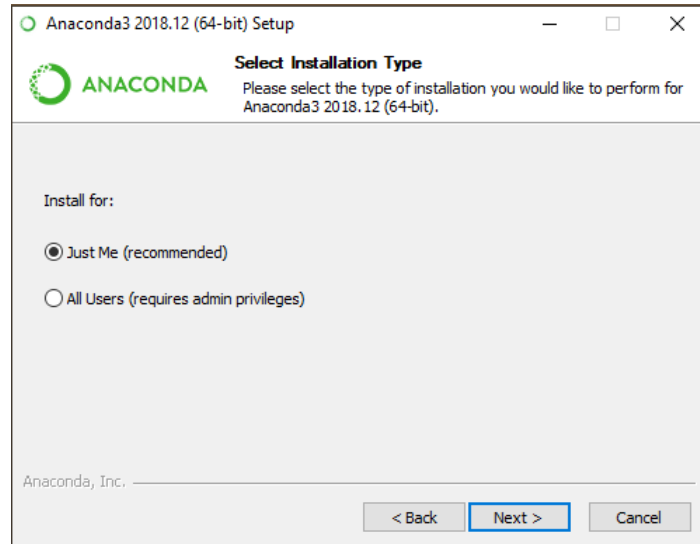 Anaconda3 2018.12 (64-bit) Setup
ANACONDA
Select Installation Type
Please select the type of installation you would like to perform for
Anaconda3 2018.12 (64-bit).
Install for:
Just Me (recommended)
All Users (requires admin privileges)
Anaconda, Inc.
< Back
Next >
Cancel